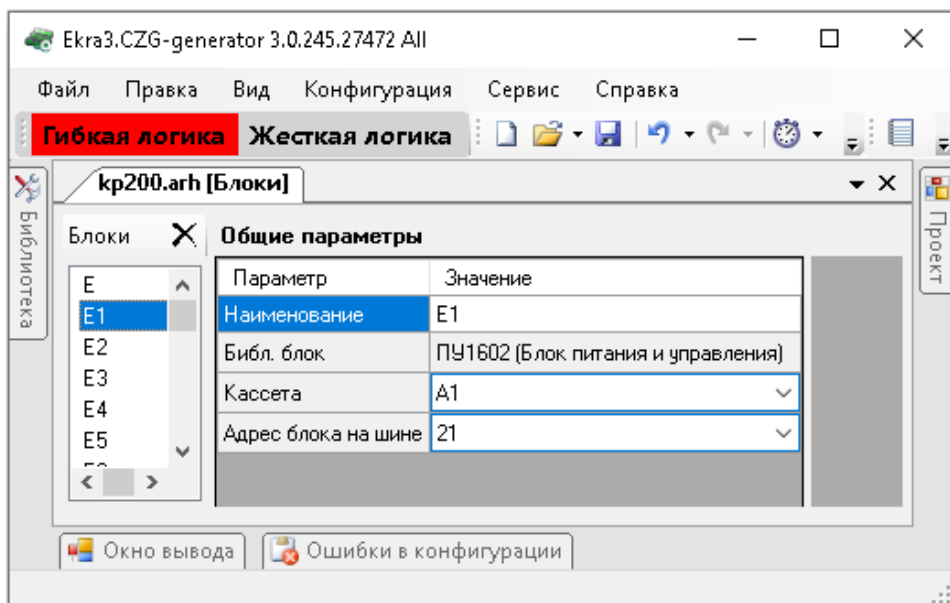 Ekra3.CZG-generator 3.0.245.27472 All
Файл Правка Вид Конфигурация Сервис Справка
Гибкая логика Жесткая логика
Библиотека
kp200.arh [Блоки]
Проект
Блоки Общие параметры
E
E1
E2
E3
E4
E5
Параметр Значение
Наименование E1
Библ. блок ПУ1602 (Блок питания и управления)
Кассета A1
Адрес блока на шине 21
Окно вывода Ошибки в конфигурации